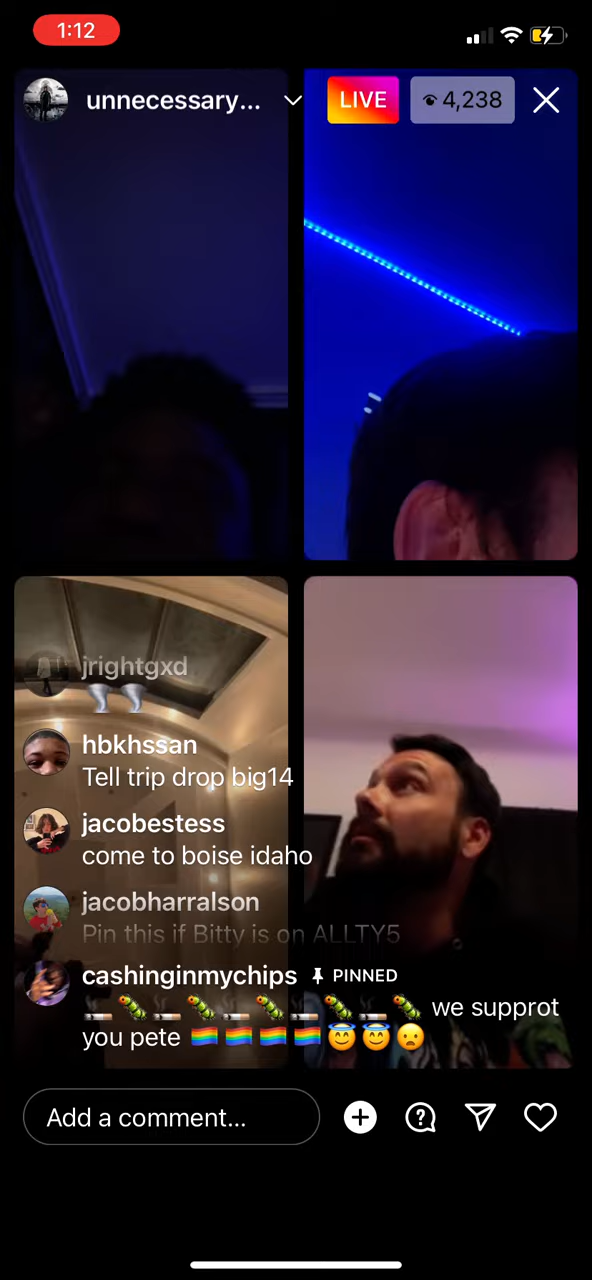 1:12
unnecessary...
LIVE
4,238
jrightgxd
🌪️🌪️
hbkhssan
Tell trip drop big14
jacobestess
come to boise idaho
jacobharralson
Pin this if Bitty is on ALLTY5
cashinginmychips PINNED
🚬🐛🚬🐛🚬🐛🚬🐛🚬🐛 we supprot
you pete 🏳️‍🌈🏳️‍🌈🏳️‍🌈🏳️‍🌈😇😇😦
Add a comment...